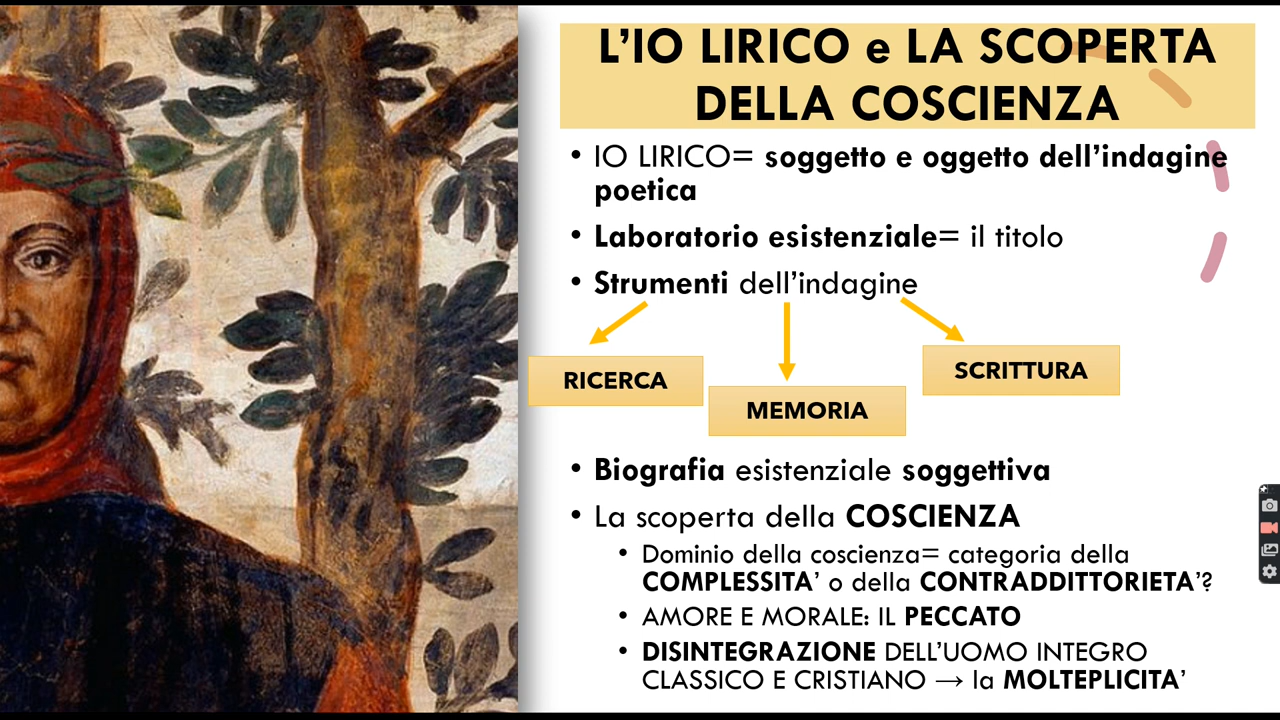 L’IO LIRICO e LA SCOPERTA
DELLA COSCIENZA
• IO LIRICO= soggetto e oggetto dell’indagine
poetica
• Laboratorio esistenziale= il titolo
• Strumenti dell’indagine
RICERCA
MEMORIA
SCRITTURA
• Biografia esistenziale soggettiva
• La scoperta della COSCIENZA
• Dominio della coscienza= categoria della
COMPLESSITA’ o della CONTRADDITTORIETA’?
• AMORE E MORALE: IL PECCATO
• DISINTEGRAZIONE DELL’UOMO INTEGRO
CLASSICO E CRISTIANO → la MOLTEPLICITA’